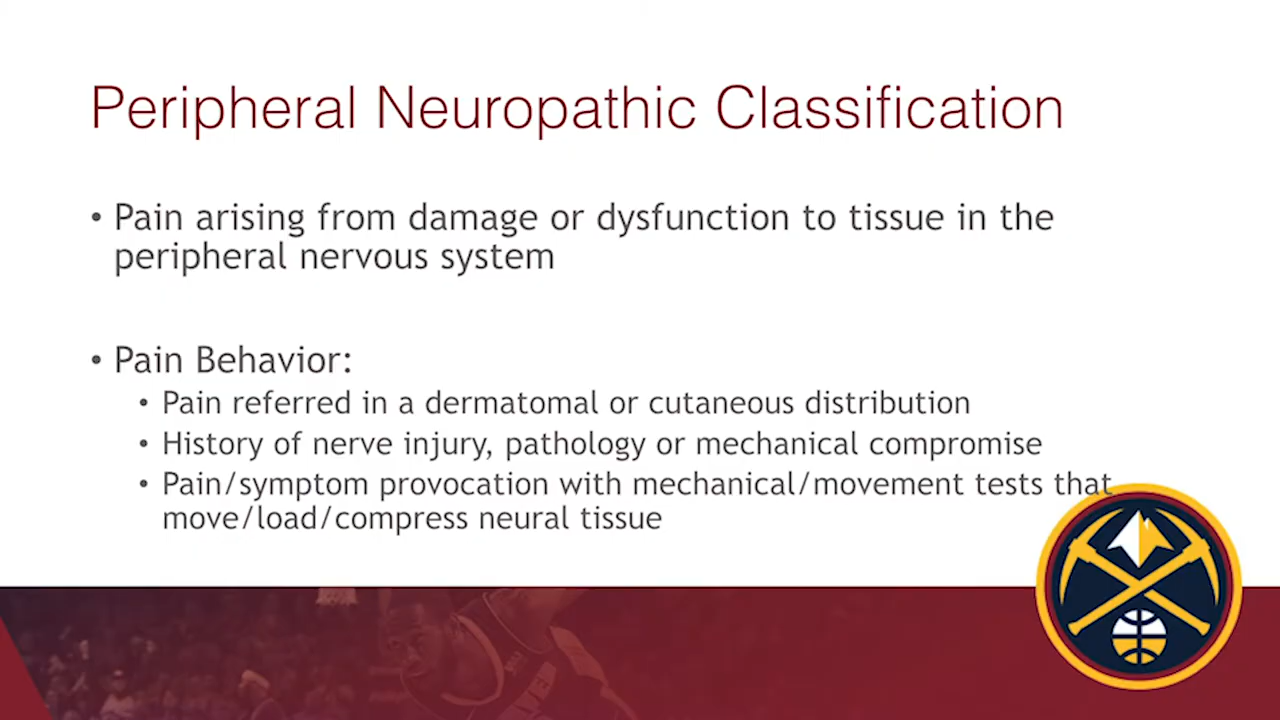 Peripheral Neuropathic Classification
• Pain arising from damage or dysfunction to tissue in the
peripheral nervous system
• Pain Behavior:
• Pain referred in a dermatomal or cutaneous distribution
• History of nerve injury, pathology or mechanical compromise
• Pain/symptom provocation with mechanical/movement tests that
move/load/compress neural tissue